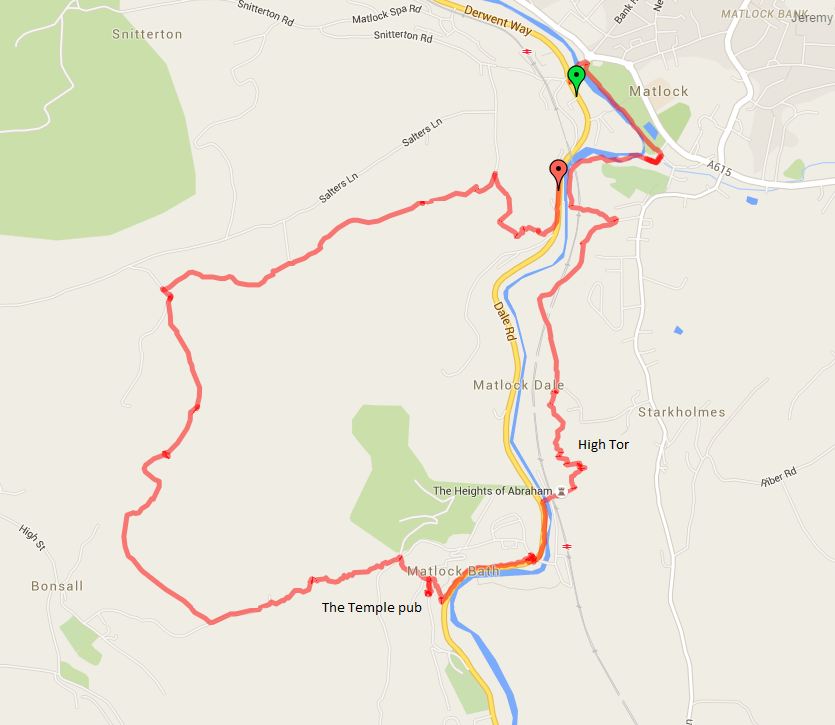 Snitterton Rd
Matlock Spa Rd
Derwent Way
Bank
MATLOCK BANK
Jeremy
Snitterton
Snitterton Rd
Matlock
Salters Ln
A615
Salters Ln
Dale Rd
Matlock Dale
Starkholmes
High Tor
The Heights of Abraham
Riber Rd
High St
Matlock Bath
Bonsall
The Temple pub